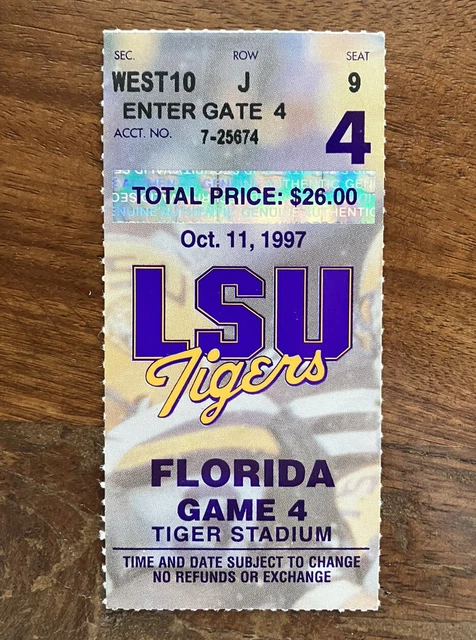 SEC. ROW SEAT
WEST10 J 9
ENTER GATE 4
4
ACCT. NO. 7-25674
TOTAL PRICE: $26.00
Oct. 11, 1997
LSU
Tigers
FLORIDA
GAME 4
TIGER STADIUM
TIME AND DATE SUBJECT TO CHANGE
NO REFUNDS OR EXCHANGE